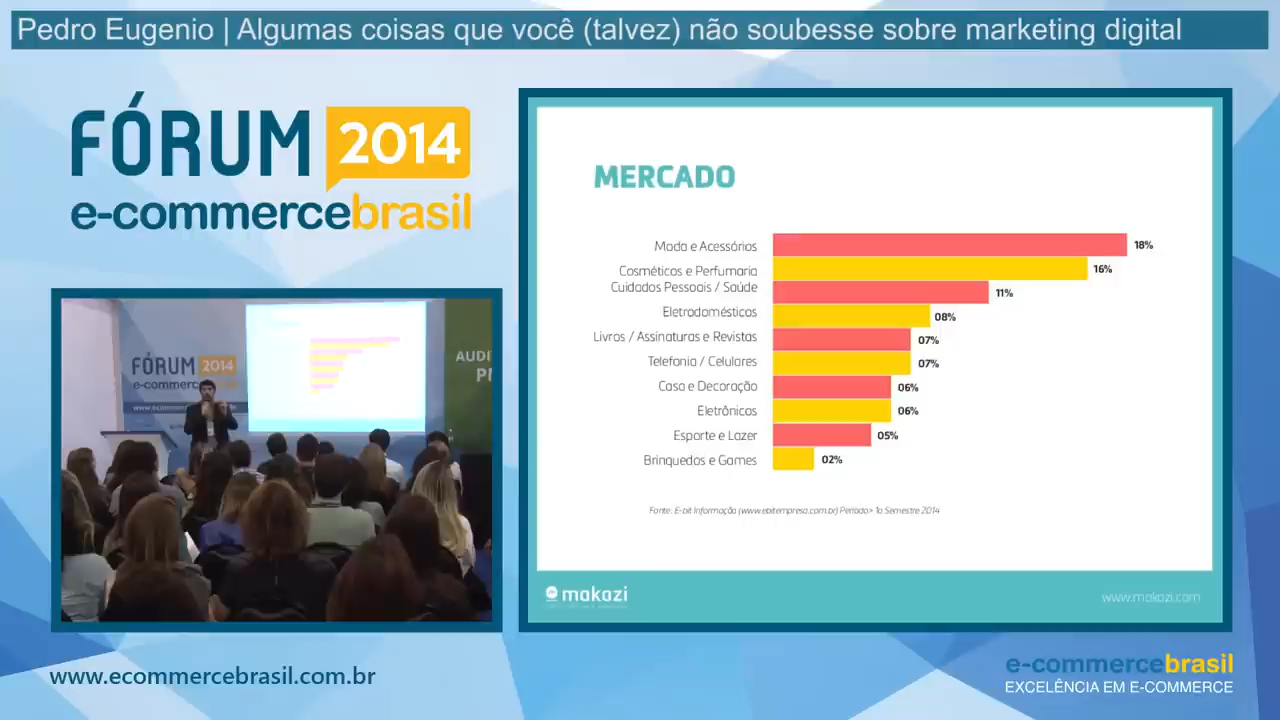 Pedro Eugenio | Algumas coisas que você (talvez) não soubesse sobre marketing digital
FÓRUM 2014
e-commercebrasil
MERCADO
Moda e Acessórios 18%
Cosméticos e Perfumaria 16%
Cuidados Pessoais / Saúde 11%
Eletrodomésticos 08%
Livros / Assinaturas e Revistas 07%
Telefonia / Celulares 07%
Casa e Decoração 06%
Eletrônicos 06%
Esporte e Lazer 05%
Brinquedos e Games 02%
Fonte: E-bit Informação (www.ebitempresa.com.br) Período> 1o Semestre 2014
makazi
www.makazi.com
FÓRUM 2014
e-commerce
AUDI
www.ecommercebrasil.com.br
e-commercebrasil
EXCELÊNCIA EM E-COMMERCE